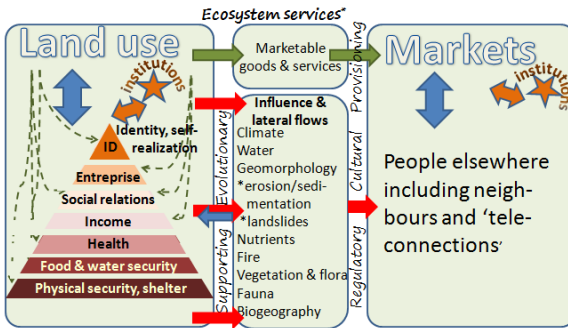 Ecosystem services*
Land use
institutions
Identity, self-
realization
ID
Entreprise
Social relations
Income
Health
Food & water security
Physical security, shelter
Supporting
Evolutionary
Marketable
goods & services
Influence &
lateral flows
Climate
Water
Geomorphology
*erosion/sedi-
mentation
*landslides
Nutrients
Fire
Vegetation & flora
Fauna
Biogeography
Regulatory
Cultural
Provisioning
Markets
institutions
People elsewhere
including neigh-
bours and ‘tele-
connections’